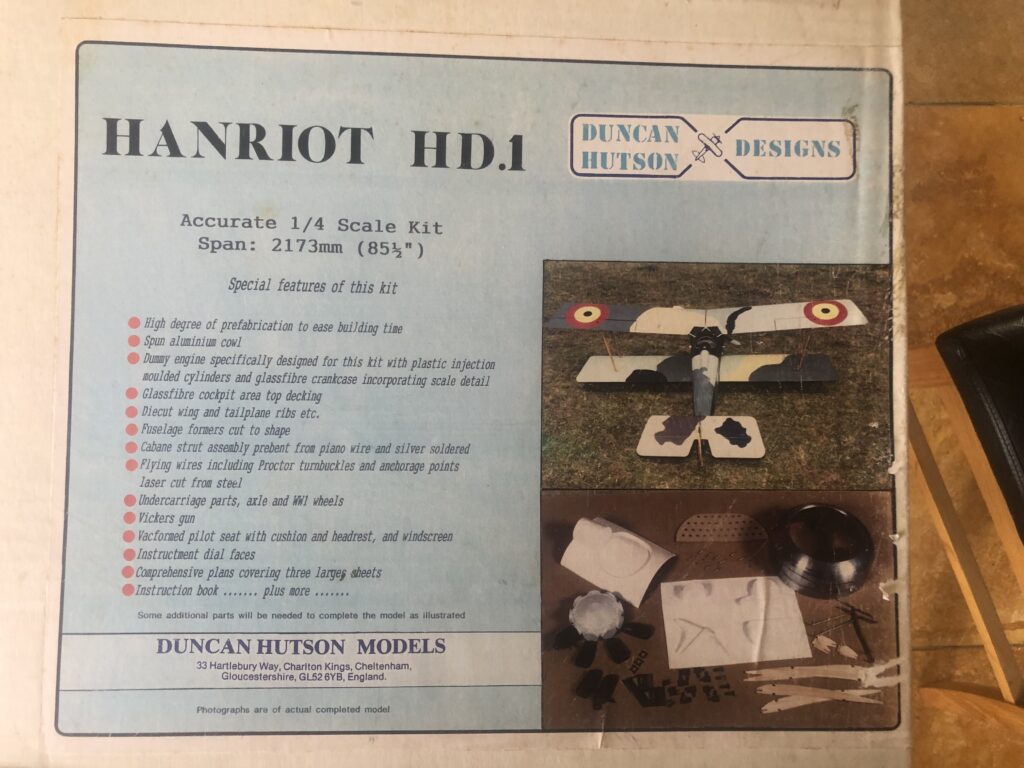 HANRIOT HD.1
DUNCAN HUTSON DESIGNS
Accurate 1/4 Scale Kit
Span: 2173mm (85½")
Special features of this kit
High degree of prefabrication to ease building time
Spun aluminium cowl
Dummy engine specifically designed for this kit with plastic injection
moulded cylinders and glassfibre crankcase incorporating scale detail
Glassfibre cockpit area top decking
Diecut wing and tailplane ribs etc.
Fuselage formers cut to shape
Cabane strut assembly prebent from piano wire and silver soldered
Flying wires including Proctor turnbuckles and anchorage points
laser cut from steel
Undercarriage parts, axle and WW1 wheels
Vickers gun
Vacformed pilot seat with cushion and headrest, and windscreen
Instructment dial faces
Comprehensive plans covering three large sheets
Instruction book ....... plus more .......
Some additional parts will be needed to complete the model as illustrated
DUNCAN HUTSON MODELS
33 Hartlebury Way, Charlton Kings, Cheltenham,
Gloucestershire, GL52 6YB, England.
Photographs are of actual completed model